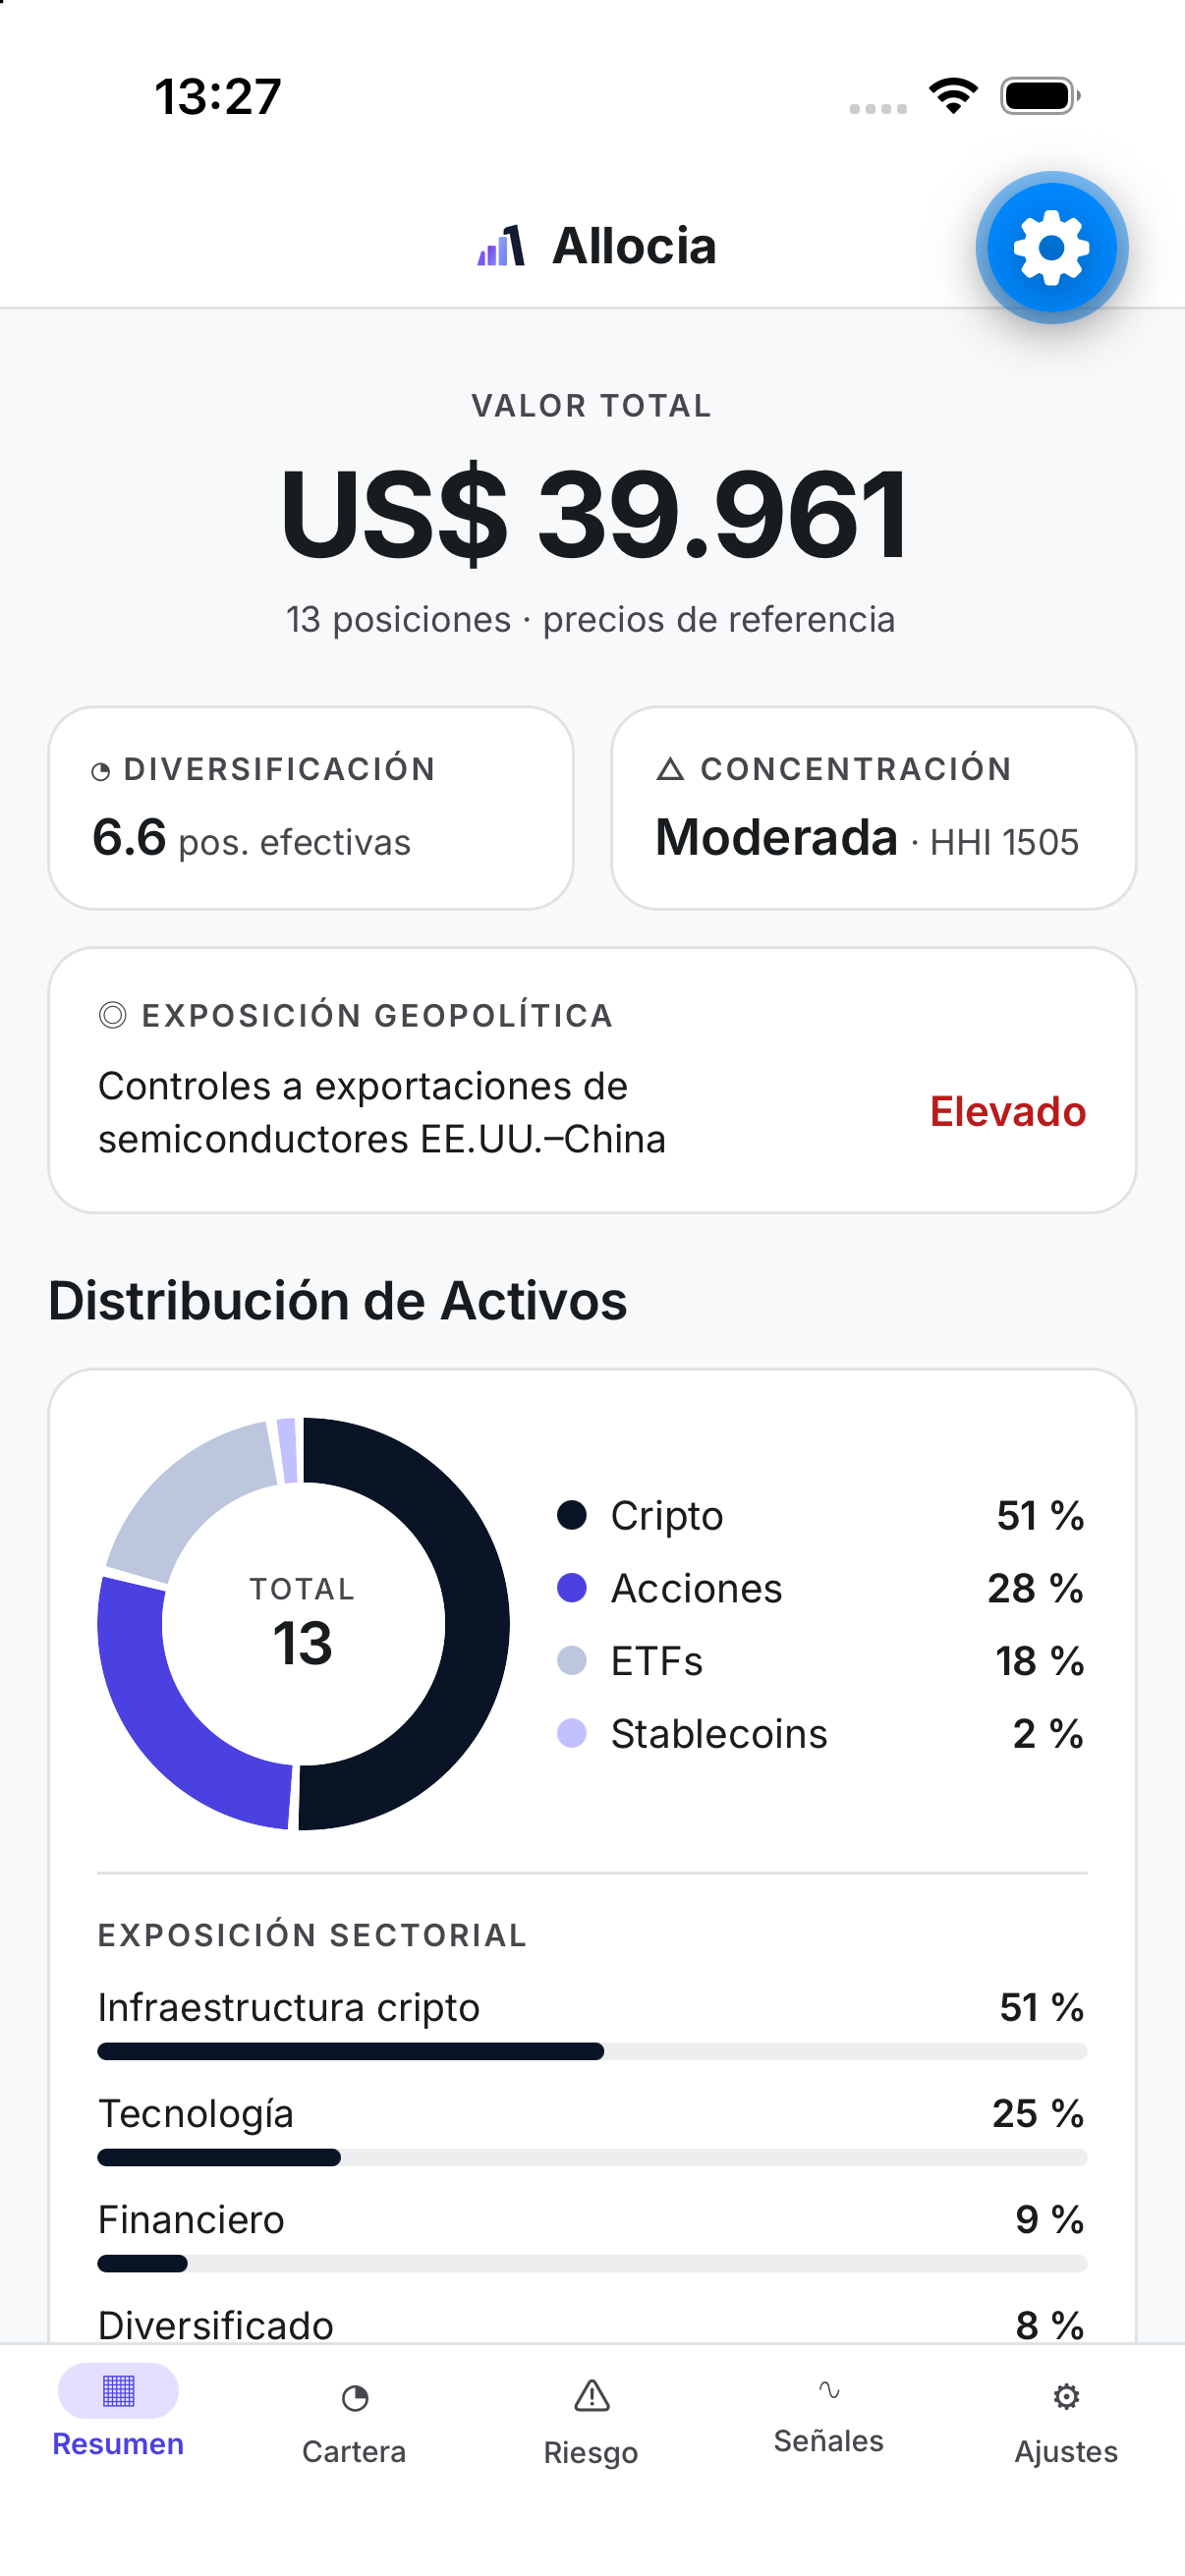 13:27
Allocia
VALOR TOTAL
US$ 39.961
13 posiciones · precios de referencia
DIVERSIFICACIÓN
6.6 pos. efectivas
CONCENTRACIÓN
Moderada · HHI 1505
EXPOSICIÓN GEOPOLÍTICA
Controles a exportaciones de
semiconductores EE.UU.–China
Elevado
Distribución de Activos
TOTAL
13
Cripto 51 %
Acciones 28 %
ETFs 18 %
Stablecoins 2 %
EXPOSICIÓN SECTORIAL
Infraestructura cripto 51 %
Tecnología 25 %
Financiero 9 %
Diversificado 8 %
Resumen Cartera Riesgo Señales Ajustes